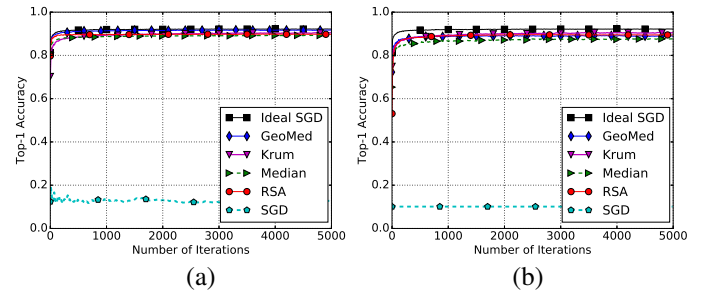 1.0
0.8
0.6
0.4
0.2
0.0
Top-1 Accuracy
0 1000 2000 3000 4000 5000
Number of Iterations
Ideal SGD
GeoMed
Krum
Median
RSA
SGD
(a)
1.0
0.8
0.6
0.4
0.2
0.0
Top-1 Accuracy
0 1000 2000 3000 4000 5000
Number of Iterations
Ideal SGD
GeoMed
Krum
Median
RSA
SGD
(b)